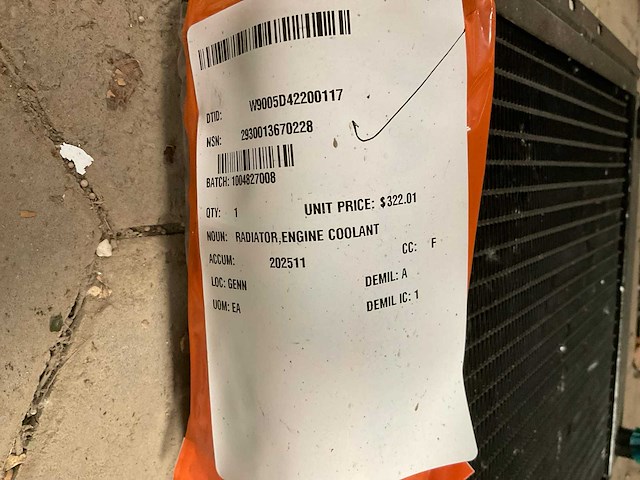 DTID: W9005D42200117
NSN: 2930013670228
BATCH: 1004827008
QTY: 1 UNIT PRICE: $322.01
NOUN: RADIATOR,ENGINE COOLANT
ACCUM: 202511 CC: F
LOC: GENN DEMIL: A
UOM: EA DEMIL IC: 1